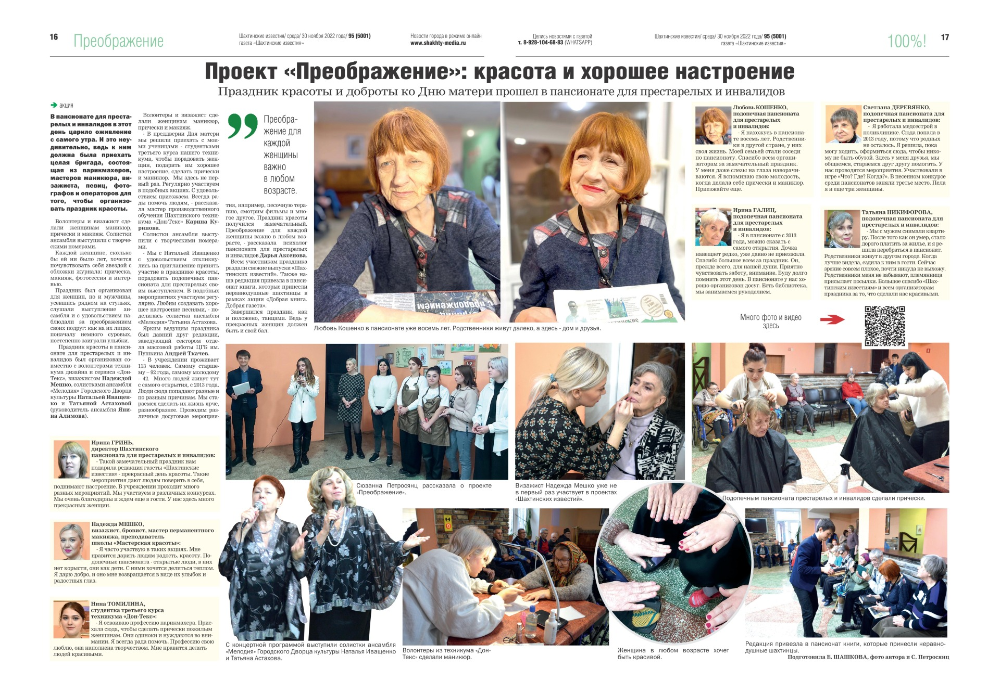 16
Преображение
Шахтинские известия/ среда/ 30 ноября 2022 года/ 95 (5001)
газета «Шахтинские известия»
Новости города в режиме онлайн
www.shakhty-media.ru
Делись новостями с газетой
т. 8-928-104-68-83 (WHATSAPP)
Шахтинские известия/ среда/ 30 ноября 2022 года/ 95 (5001)
газета «Шахтинские известия»
100%!
17
Проект «Преображение»: красота и хорошее настроение
Праздник красоты и доброты ко Дню матери прошел в пансионате для престарелых и инвалидов
акция
В пансионате для преста-
релых и инвалидов в этот
день царило оживление
с самого утра. И это неу-
дивительно, ведь к ним
должна была приехать
целая бригада, состоя-
щая из парикмахеров,
мастеров маникюра, ви-
зажиста, певиц, фото-
графов и операторов для
того, чтобы организо-
вать праздник красоты.
Волонтеры и визажист сде-
лали женщинам маникюр,
прически и макияж. Солистки
ансамбля выступили с творче-
скими номерами.
Каждой женщине, сколько
бы ей ни было лет, хочется
почувствовать себя звездой с
обложки журнала: прическа,
макияж, фотосессия и интер-
вью.
Праздник был организован
для женщин, но и мужчины,
усевшись рядком на стульях,
слушали выступление ан-
самбля и с удовольствием на-
блюдали за преображением
своих подруг: как на их лицах,
поначалу немного суровых,
постепенно заиграли улыбки.
Праздник красоты в панси-
онате для престарелых и ин-
валидов был организован со-
вместно с волонтерами техни-
кума дизайна и сервиса «Дон-
Текс», визажистом Надеждой
Мешко, солистками ансамбля
«Мелодия» Городского Дворца
культуры Натальей Иващен-
ко и Татьяной Астаховой
(руководитель ансамбля Яни-
на Алимова).
Волонтеры и визажист сде-
лали женщинам маникюр,
прически и макияж.
- В преддверии Дня матери
мы решили приехать с мои-
ми ученицами - студентками
третьего курса нашего техни-
кума, чтобы порадовать жен-
щин, подарить им хорошее
настроение, сделать прически
и маникюр. Мы здесь не пер-
вый раз. Регулярно участвуем
в подобных акциях. С удоволь-
ствием приезжаем. Всегда ра-
ды помочь людям, - рассказа-
ла мастер производственного
обучения Шахтинского техни-
кума «Дон-Текс» Карина Ку-
ринова.
Солистки ансамбля высту-
пили с творческими номера-
ми.
- Мы с Натальей Иващенко
с удовольствием откликну-
лись на приглашение принять
участие в празднике красоты,
порадовать подопечных пан-
сионата для престарелых сво-
им выступленем. В подобных
мероприятиях участвуем регу-
лярно. Любим создавать хоро-
шее настроение песнями, - по-
делилась солистка ансамбля
«Мелодия» Татьяна Астахова.
Ярким ведущим праздника
был давний друг редакции,
заведующий сектором отде-
ла массовой работы ЦГБ им.
Пушкина Андрей Ткачев.
- В учреждении проживает
113 человек. Самому старше-
му – 92 года, самому молодому
– 42. Много людей живут тут
с самого открытия, с 2013 года.
Люди сюда попадают разные и
по разным причинам. Мы ста-
раемся сделать их жизнь ярче,
разнообразнее. Проводим раз-
личные досуговые мероприя-
Преобра-
жение для
каждой
женщины
важно
в любом
возрасте.
тия, например, песочную тера-
пию, смотрим фильмы и мно-
гое другое. Праздник красоты
получился замечательный.
Преображение для каждой
женщины важно в любом воз-
расте, - рассказала психолог
пансионата для престарелых
и инвалидов Дарья Аксенова.
Всем участникам праздника
раздали свежие выпуски «Шах-
тинских известий». Также на-
ша редакция привезла в панси-
онат книги, которые принесли
неравнодушные шахтинцы в
рамках акции «Добрая книга.
Добрая газета».
Завершился праздник, как
и положено, танцами. Ведь у
прекрасных женщин должен
быть и свой бал.
с продолжением
Любовь Кошенко в пансионате уже восемь лет. Родственники живут далеко, а здесь - дом и друзья.
Любовь КОШЕНКО,
подопечная пансионата
для престарелых
и инвалидов:
- Я нахожусь в пансиона-
те восемь лет. Родственни-
ки в другой стране, у них
своя жизнь. Моей семьей стали соседи
по пансионату. Спасибо всем органи-
заторам за замечательный праздник.
У меня даже слезы на глаза наворачи-
ваются. Я вспоминаю свою молодость,
когда делала себе прически и маникюр.
Приезжайте еще.
Светлана ДЕРЕВЯНКО,
подопечная пансионата для
престарелых и инвалидов:
- Я работала медсестрой в
поликлинике. Сюда попала в
2013 году, потому что родных
не осталось. Я решила, пока
могу ходить, оформиться сюда, чтобы нико-
му не быть обузой. Здесь у меня друзья, мы
общаемся, стараемся друг другу помогать. У
нас проводятся мероприятия. Участвовали в
игре «Что? Где? Когда?». В песенном конкурсе
среди пансионатов заняли третье место. Пела
я и еще три женщины.
Ирина ГАЛИЦ,
подопечная пансионата
для престарелых
и инвалидов:
- Я в пансионате с 2013
года, можно сказать с
самого открытия. Дочка
навещает редко, уже давно не приезжала.
Спасибо большое всем за праздник. Он,
прежде всего, для нашей души. Приятно
чувствовать заботу, внимание. Буду долго
помнить этот день. В пансионате у нас хо-
рошо организован досуг. Есть библиотека,
мы занимаемся рукоделием.
Татьяна НИКИФОРОВА,
подопечная пансионата для
престарелых и инвалидов:
- Мы с мужем снимали кварти-
ру. После того как он умер, стало
дорого платить за жилье, и я ре-
шила перебраться в пансионат.
Родственники живут в другом городе. Когда
лучше видела, ездила к ним в гости. Сейчас
зрение совсем плохое, почти никуда не выхожу.
Родственники меня не забывают, племянница
присылает посылки. Большое спасибо «Шах-
тинским известиям» и всем организаторам
праздника за то, что сделали нас красивыми.
Много фото и видео
здесь
Ирина ГРИНЬ,
директор Шахтинского
пансионата для престарелых и инвалидов:
- Такой замечательный праздник нам
подарила редакция газеты «Шахтинские
известия» - прекрасный день красоты. Такие
мероприятия дают людям поверить в себя,
поднимают настроение. В учреждении проходит много
разных мероприятий. Мы участвуем в различных конкурсах.
Мы очень благодарны и ждем еще в гости. У нас здесь много
прекрасных женщин.
Надежда МЕШКО,
визажист, бровист, мастер перманентного
макияжа, преподаватель
школы «Мастерская красоты»:
- Я часто участвую в таких акциях. Мне
нравится дарить людям радость, красоту. По-
допечные пансионата - открытые люди, в них
нет корысти, они как дети. С ними хочется делиться теплом.
Я дарю добро, и оно мне возвращается в виде их улыбок и
радостных глаз.
Нина ТОМИЛИНА,
студентка третьего курса
техникума «Дон-Текс»:
- Я осваиваю профессию парикмахера. Прие-
хала сюда, чтобы сделать прически пожилым
женщинам. Они одиноки и нуждаются во вни-
мании. Я всегда рада помочь. Профессию свою
люблю, она наполнена творчеством. Мне нравится делать
людей красивыми.
Сюзанна Петросянц рассказала о проекте
«Преображение».
Визажист Надежда Мешко уже не
в первый раз участвует в проектах
«Шахтинских известий».
Подопечным пансионата престарелых и инвалидов сделали прически.
С концертной программой выступили солистки ансамбля
«Мелодия» Городского Дворца культуры Наталья Иващенко
и Татьяна Астахова.
Волонтеры из техникума «Дон-
Текс» сделали маникюр.
Женщина в любом возрасте хочет
быть красивой.
Редакция привезла в пансионат книги, которые принесли неравно-
душные шахтинцы.
Подготовила Е. ШАШКОВА, фото автора и С. Петросянц